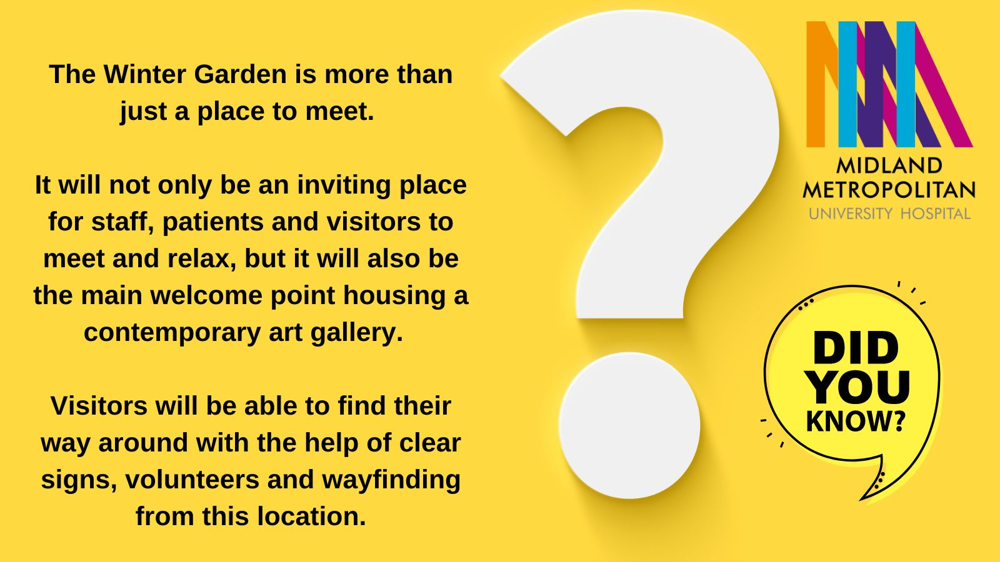 The Winter Garden is more than
just a place to meet.
It will not only be an inviting place
for staff, patients and visitors to
meet and relax, but it will also be
the main welcome point housing a
contemporary art gallery.
Visitors will be able to find their
way around with the help of clear
signs, volunteers and wayfinding
from this location.
?
MIDLAND
METROPOLITAN
UNIVERSITY HOSPITAL
DID
YOU
KNOW?